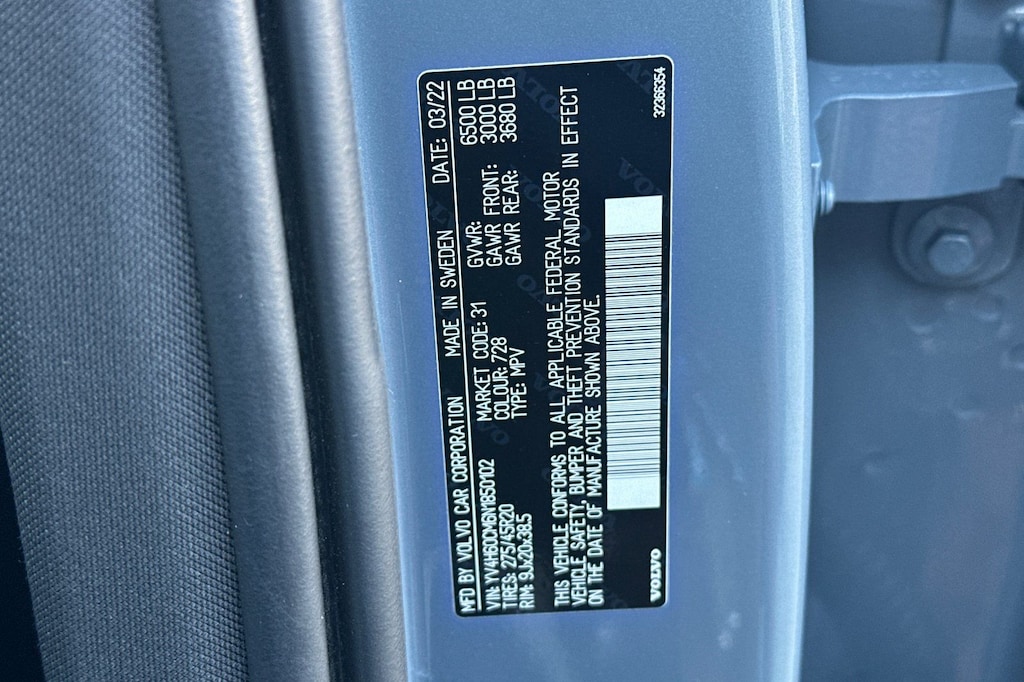 MFD BY VOLVO CAR CORPORATION MADE IN SWEDEN DATE: 03/22
VIN: YV4H60CM6N1850102 MARKET CODE: 31 GVWR: 6500 LB
TIRES: 275/45R20 COLOUR: 728 GAWR FRONT: 3000 LB
RIM: 9Jx20x38.5 TYPE: MPV GAWR REAR: 3680 LB
THIS VEHICLE CONFORMS TO ALL APPLICABLE FEDERAL MOTOR
VEHICLE SAFETY, BUMPER AND THEFT PREVENTION STANDARDS IN EFFECT
ON THE DATE OF MANUFACTURE SHOWN ABOVE.
VOLVO 32366354